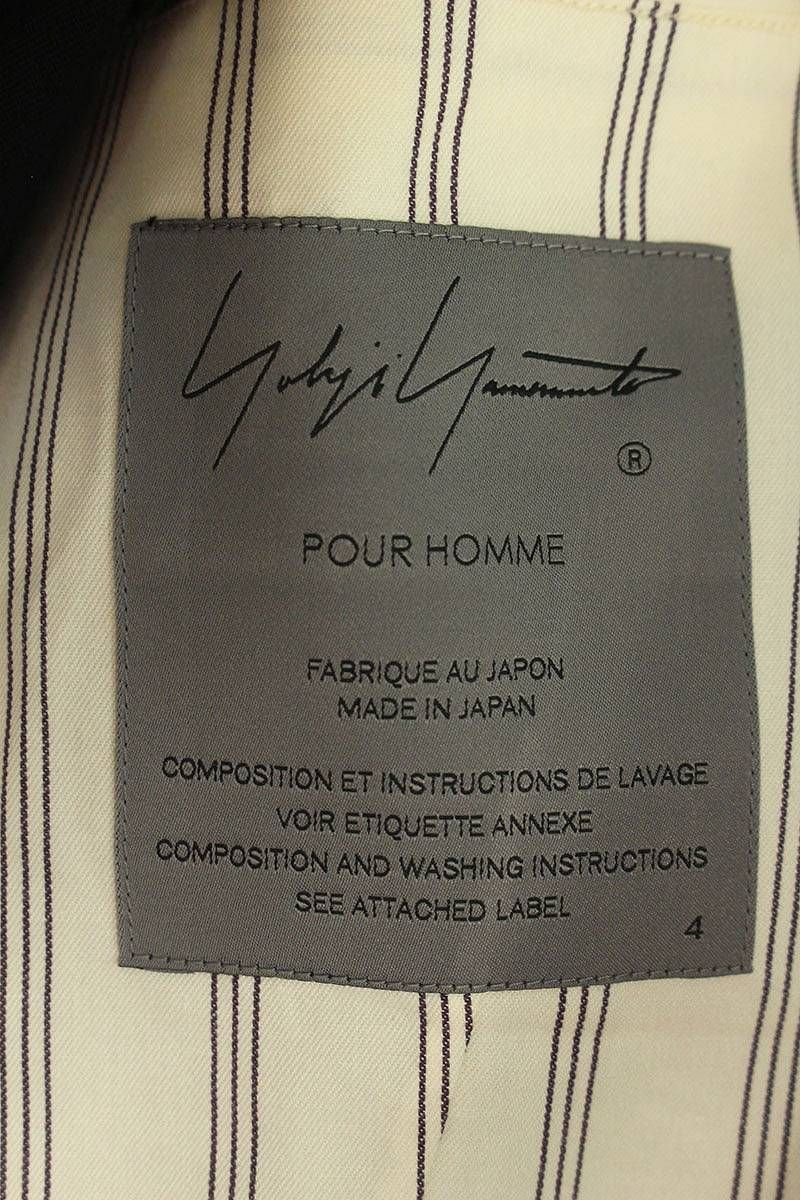 Yohji Yamamoto
®
POUR HOMME
FABRIQUE AU JAPON
MADE IN JAPAN
COMPOSITION ET INSTRUCTIONS DE LAVAGE
VOIR ETIQUETTE ANNEXE
COMPOSITION AND WASHING INSTRUCTIONS
SEE ATTACHED LABEL
4